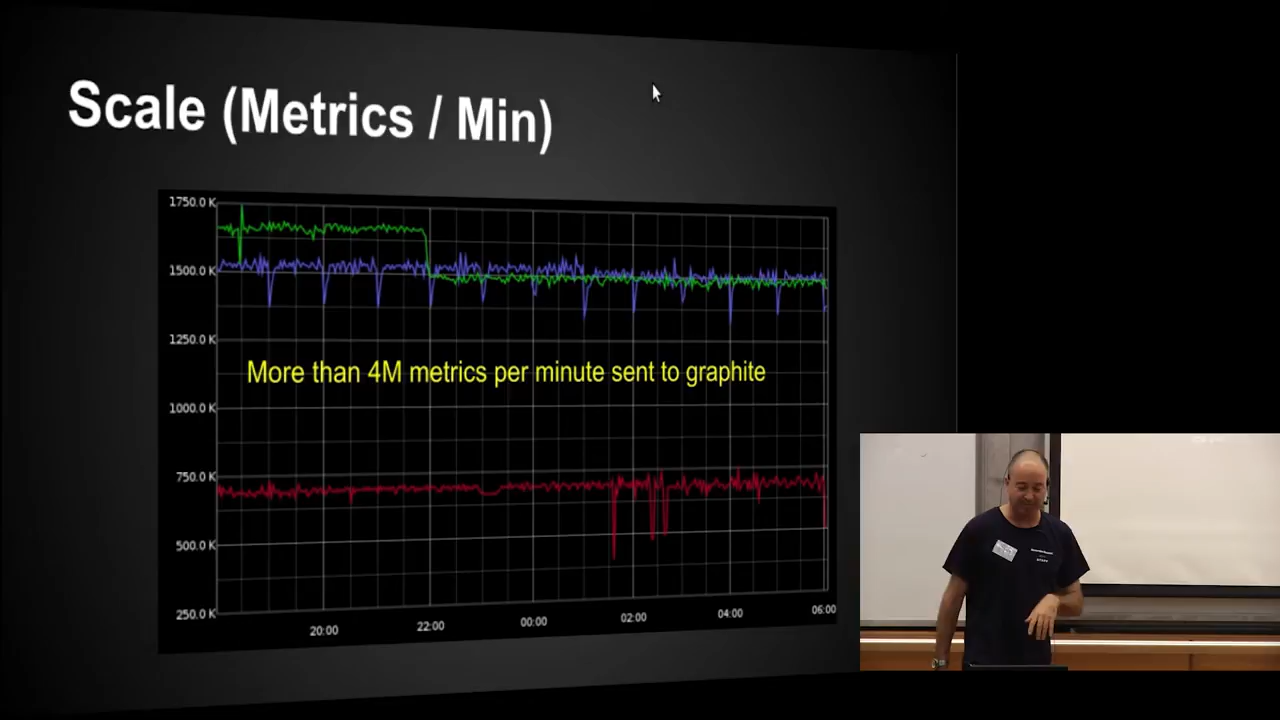 Scale (Metrics / Min)
1750.0 K
1500.0 K
1250.0 K
More than 4M metrics per minute sent to graphite
1000.0 K
750.0 K
500.0 K
250.0 K
20:00
22:00
00:00
02:00
04:00
06:00